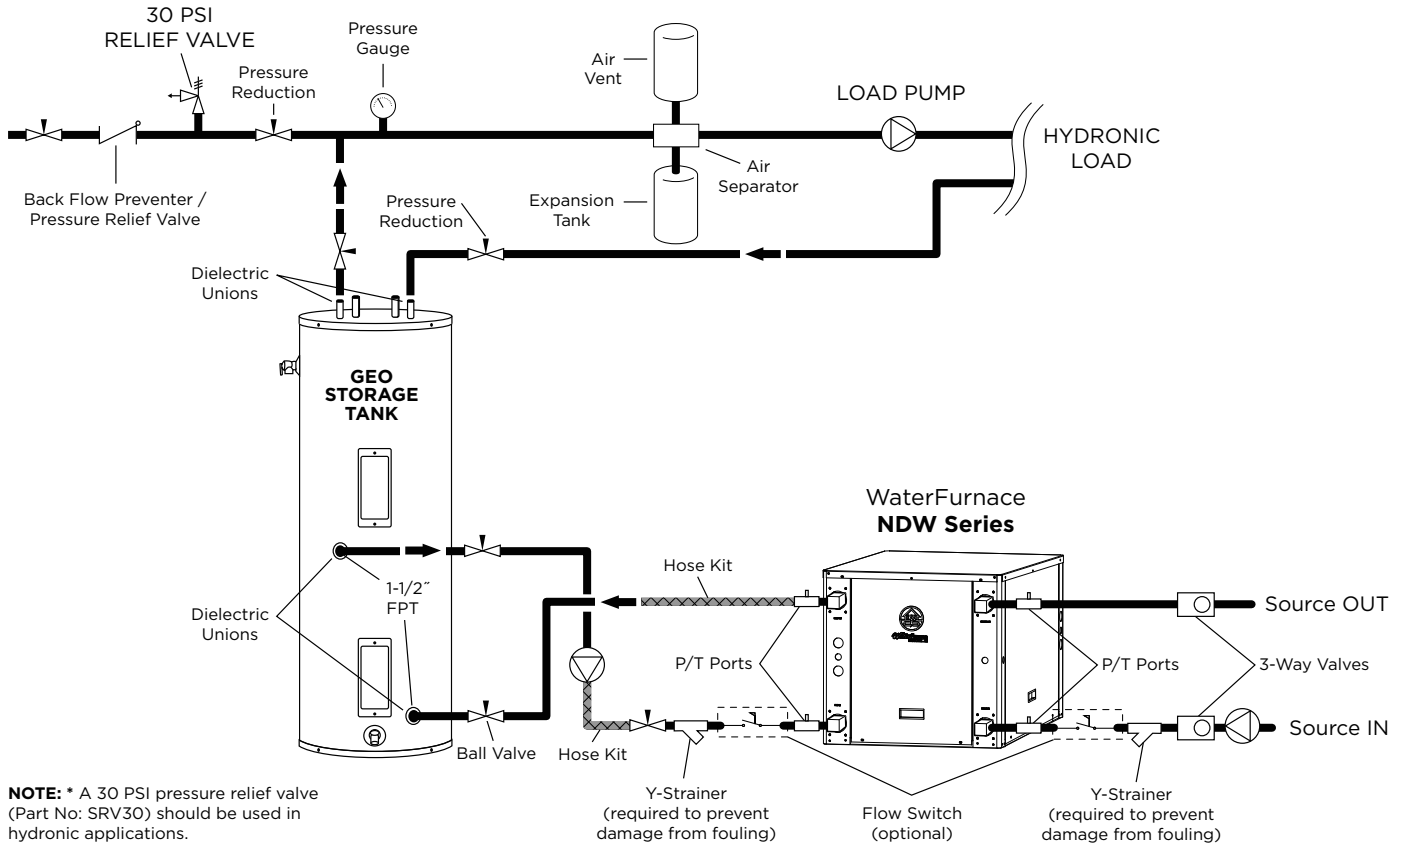 30 PSI
RELIEF VALVE
Pressure
Gauge
Pressure
Reduction
Air
Vent
LOAD PUMP
HYDRONIC
LOAD
Air
Separator
Back Flow Preventer /
Pressure Relief Valve
Pressure
Reduction
Expansion
Tank
Dielectric
Unions
GEO
STORAGE
TANK
WaterFurnace
NDW Series
Hose Kit
1-1/2˝
FPT
Dielectric
Unions
Source OUT
P/T Ports
P/T Ports
3-Way Valves
Source IN
Ball Valve
Hose Kit
Y-Strainer
(required to prevent
damage from fouling)
Flow Switch
(optional)
Y-Strainer
(required to prevent
damage from fouling)
NOTE: * A 30 PSI pressure relief valve
(Part No: SRV30) should be used in
hydronic applications.